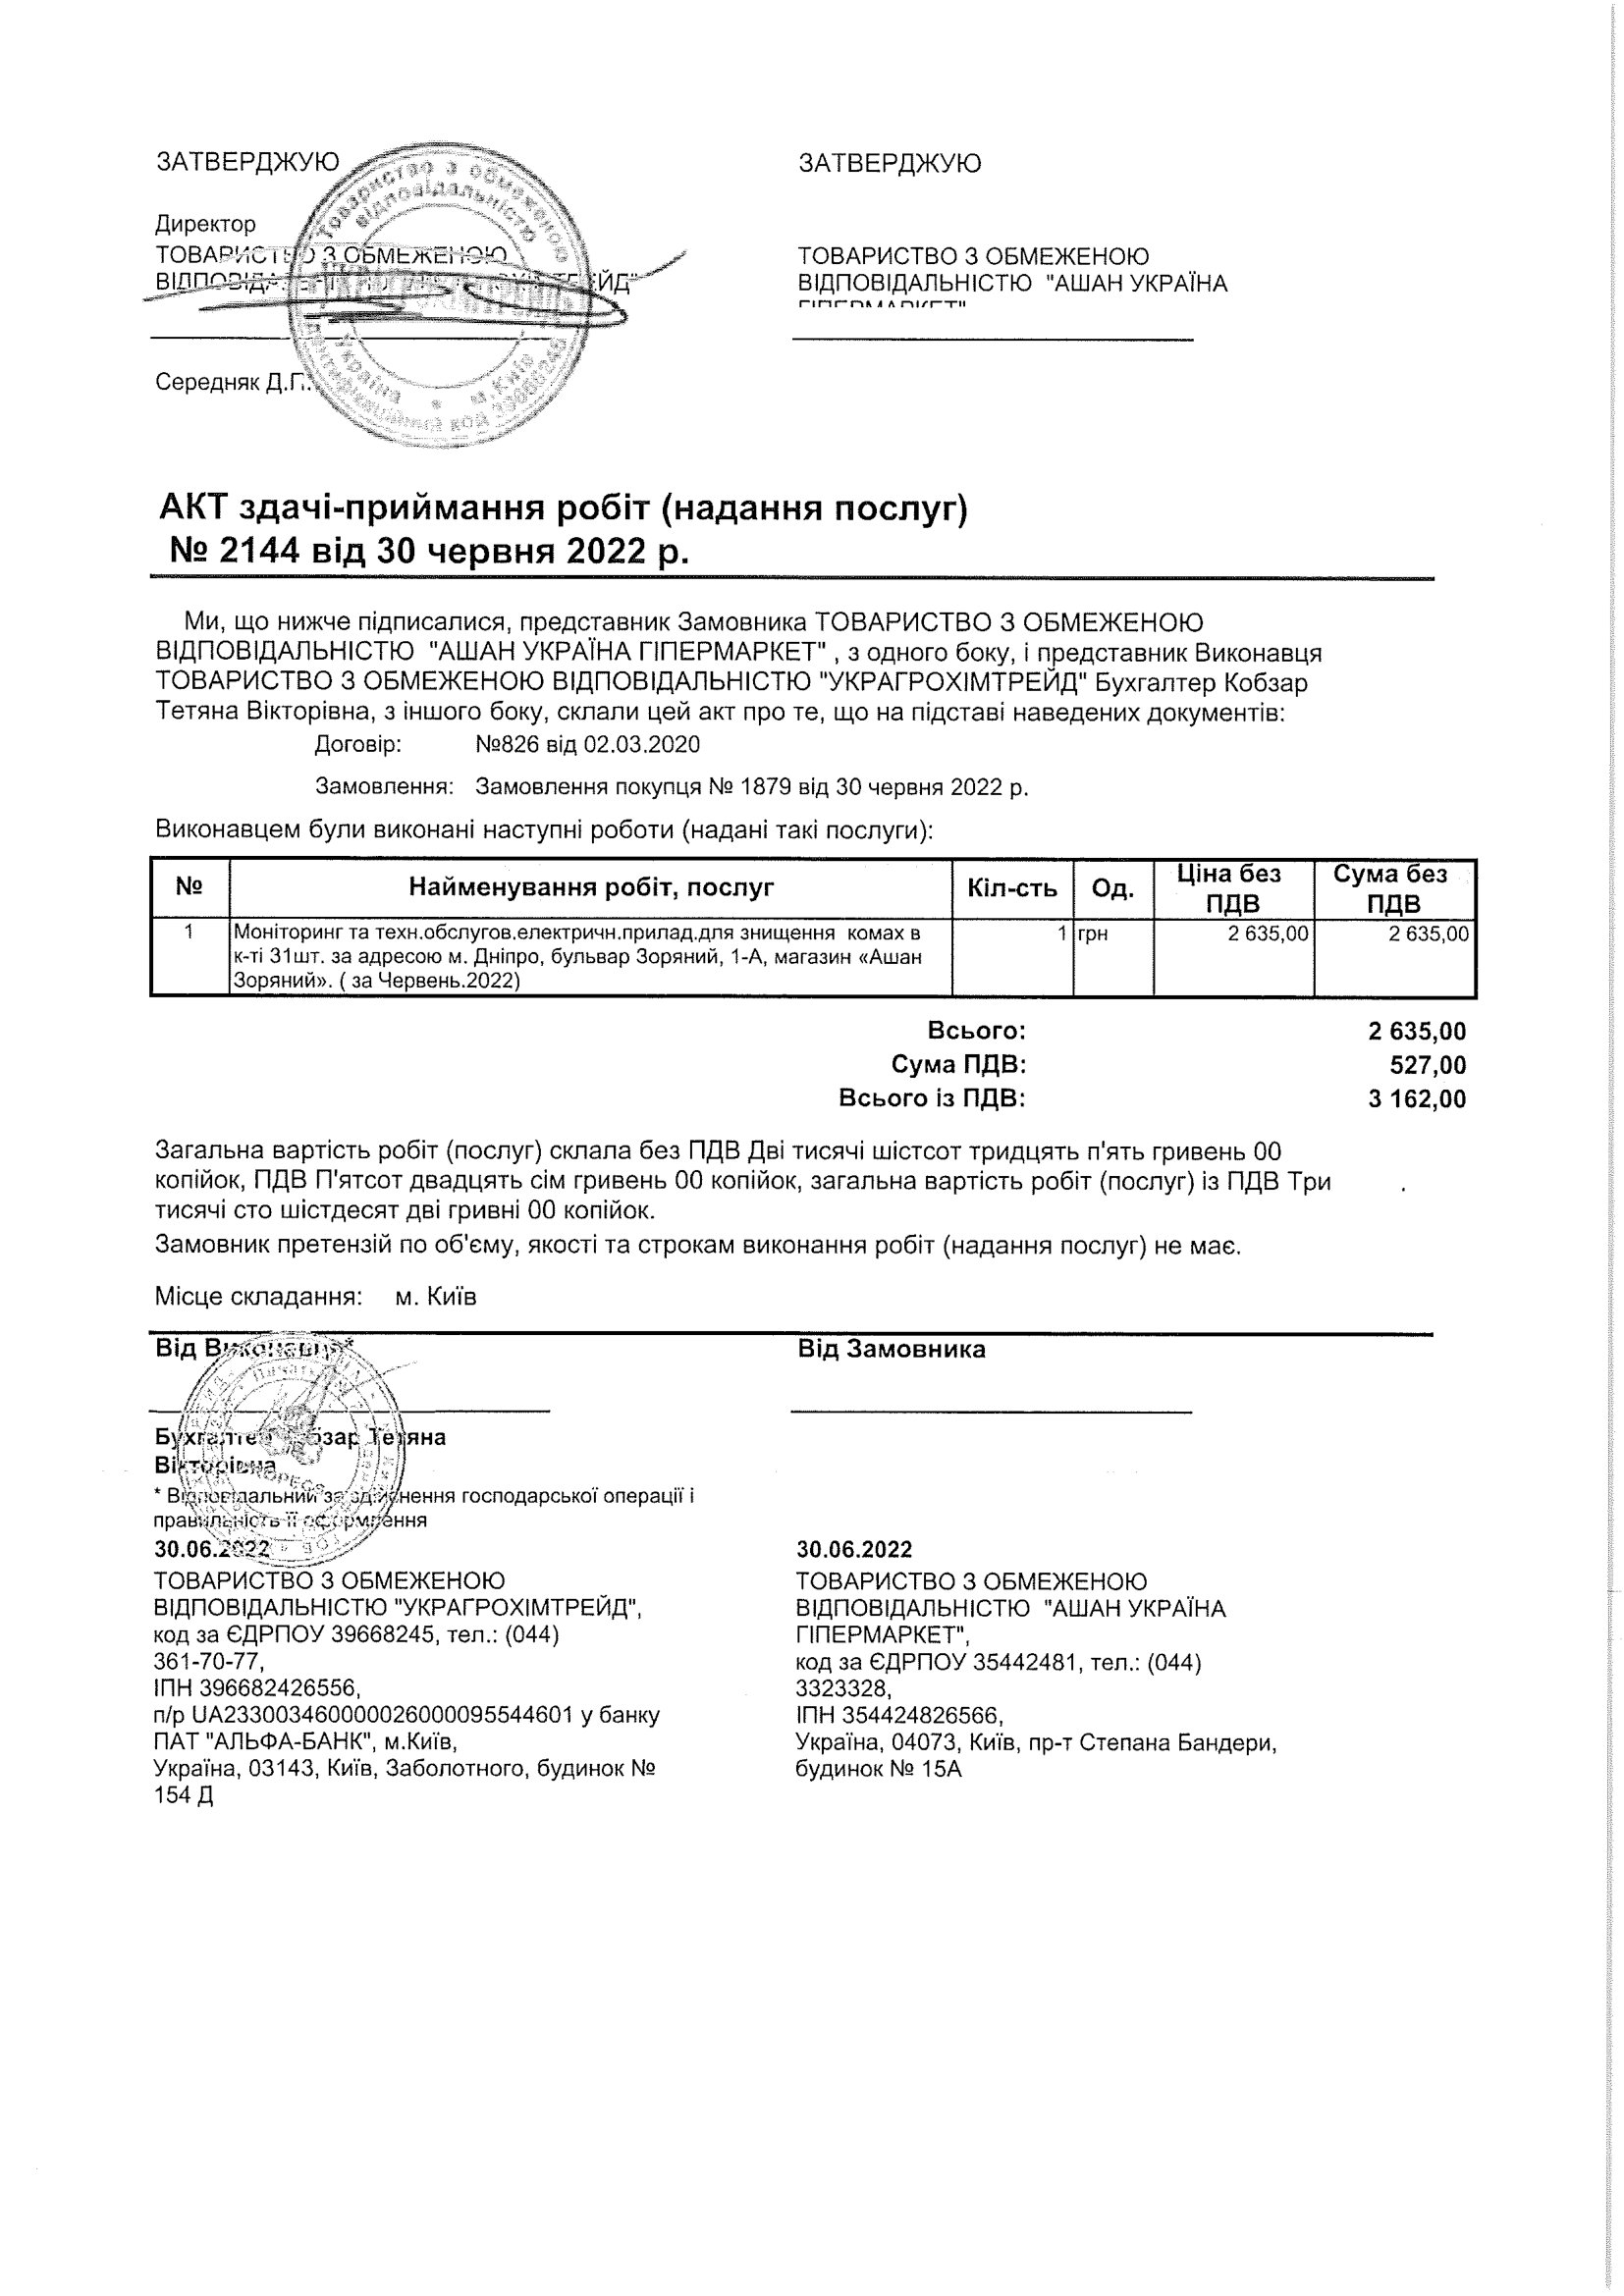 ЗАТВЕРДЖУЮ
Директор
ТОВАРИСТВО З ОБМЕЖЕНОЮ
Середняк Д.
Товариство з обмеженою
відповідальністю
Україна * м.Київ
код 39668245
ЗАТВЕРДЖУЮ
ТОВАРИСТВО З ОБМЕЖЕНОЮ
ВІДПОВІДАЛЬНІСТЮ "АШАН УКРАЇНА
ГІПЕРМАРКЕТ"
АКТ здачі-приймання робіт (надання послуг)
№ 2144 від 30 червня 2022 р.
Ми, що нижче підписалися, представник Замовника ТОВАРИСТВО З ОБМЕЖЕНОЮ
ВІДПОВІДАЛЬНІСТЮ "АШАН УКРАЇНА ГІПЕРМАРКЕТ" , з одного боку, і представник Виконавця
ТОВАРИСТВО З ОБМЕЖЕНОЮ ВІДПОВІДАЛЬНІСТЮ "УКРАГРОХІМТРЕЙД" Бухгалтер Кобзар
Тетяна Вікторівна, з іншого боку, склали цей акт про те, що на підставі наведених документів:
Договір: №826 від 02.03.2020
Замовлення: Замовлення покупця № 1879 від 30 червня 2022 р.
Виконавцем були виконані наступні роботи (надані такі послуги):
№ Найменування робіт, послуг Кіл-сть Од. Ціна без ПДВ Сума без ПДВ
1 Моніторинг та техн.обслугов.електричн.прилад.для знищення комах в 1 грн 2 635,00 2 635,00
к-ті 31шт. за адресою м. Дніпро, бульвар Зоряний, 1-А, магазин «Ашан
Зоряний». ( за Червень.2022)
Всього: 2 635,00
Сума ПДВ: 527,00
Всього із ПДВ: 3 162,00
Загальна вартість робіт (послуг) склала без ПДВ Дві тисячі шістсот тридцять п'ять гривень 00
копійок, ПДВ П'ятсот двадцять сім гривень 00 копійок, загальна вартість робіт (послуг) із ПДВ Три
тисячі сто шістдесят дві гривні 00 копійок.
Замовник претензій по об'єму, якості та строкам виконання робіт (надання послуг) не має.
Місце складання: м. Київ
Від Виконавця*
Бухгалтер Кобзар Тетяна
Вікторівна
* Відповідальний за здійснення господарської операції і
правильність її оформлення
30.06.2022
ТОВАРИСТВО З ОБМЕЖЕНОЮ
ВІДПОВІДАЛЬНІСТЮ "УКРАГРОХІМТРЕЙД",
код за ЄДРПОУ 39668245, тел.: (044)
361-70-77,
ІПН 396682426556,
п/р UA233003460000026000095544601 у банку
ПАТ "АЛЬФА-БАНК", м.Київ,
Україна, 03143, Київ, Заболотного, будинок №
154 Д
Від Замовника
30.06.2022
ТОВАРИСТВО З ОБМЕЖЕНОЮ
ВІДПОВІДАЛЬНІСТЮ "АШАН УКРАЇНА
ГІПЕРМАРКЕТ",
код за ЄДРПОУ 35442481, тел.: (044)
3323328,
ІПН 354424826566,
Україна, 04073, Київ, пр-т Степана Бандери,
будинок № 15А